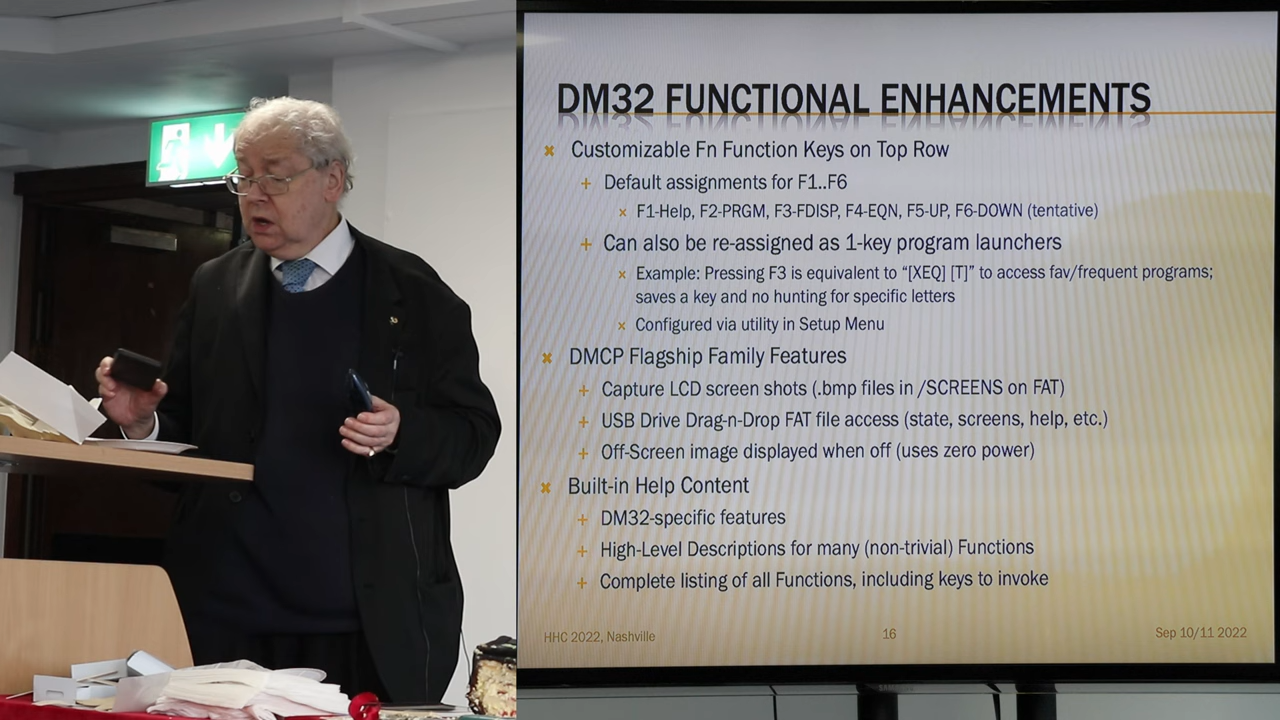 DM32 FUNCTIONAL ENHANCEMENTS
Customizable Fn Function Keys on Top Row
Default assignments for F1..F6
F1-Help, F2-PRGM, F3-FDISP, F4-EQN, F5-UP, F6-DOWN (tentative)
Can also be re-assigned as 1-key program launchers
Example: Pressing F3 is equivalent to “[XEQ] [T]” to access fav/frequent programs;
saves a key and no hunting for specific letters
Configured via utility in Setup Menu
DMCP Flagship Family Features
Capture LCD screen shots (.bmp files in /SCREENS on FAT)
USB Drive Drag-n-Drop FAT file access (state, screens, help, etc.)
Off-Screen image displayed when off (uses zero power)
Built-in Help Content
DM32-specific features
High-Level Descriptions for many (non-trivial) Functions
Complete listing of all Functions, including keys to invoke
HHC 2022, Nashville
16
Sep 10/11 2022